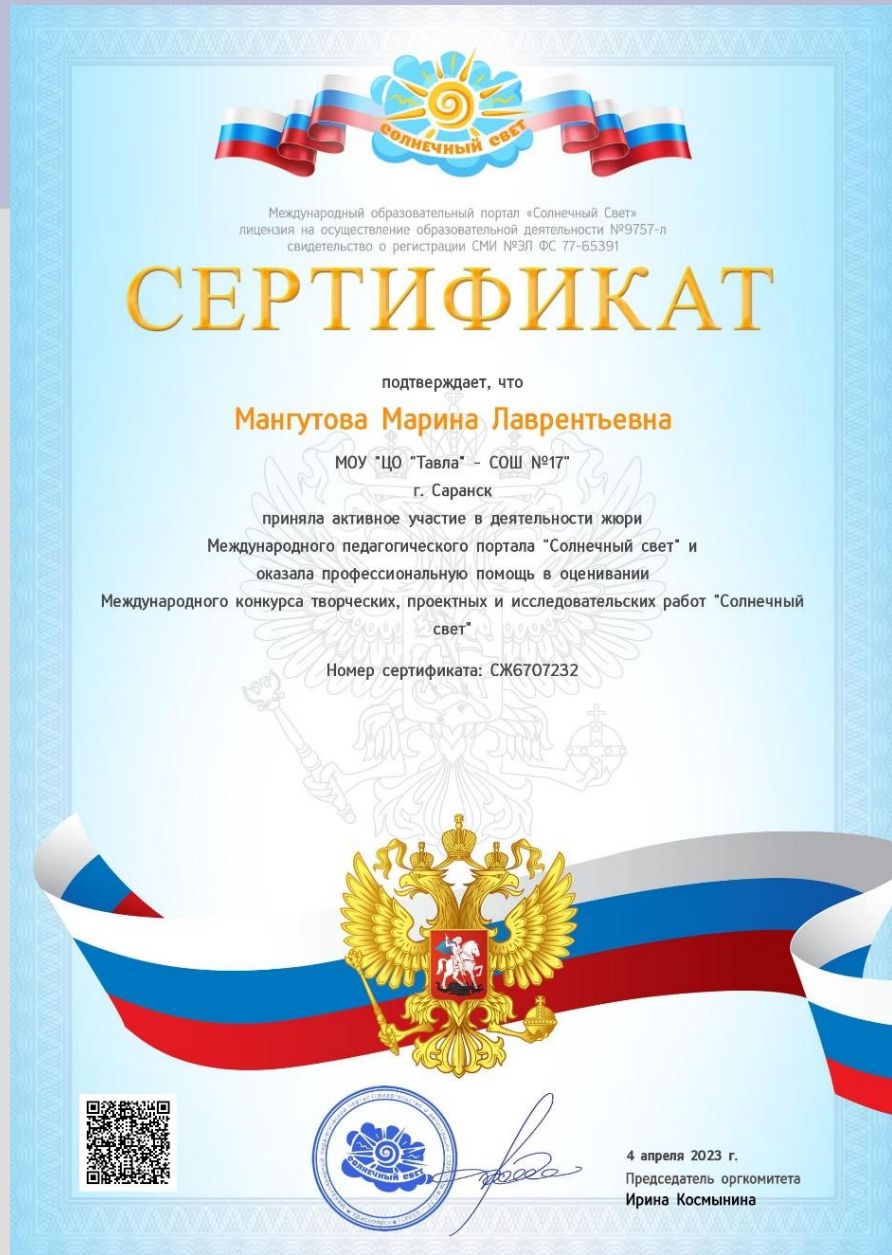 СОЛНЕЧНЫЙ СВЕТ
Международный образовательный портал «Солнечный Свет»
лицензия на осуществление образовательной деятельности №9757-л
свидетельство о регистрации СМИ №ЭЛ ФС 77-65391
СЕРТИФИКАТ
подтверждает, что
Мангутова Марина Лаврентьевна
МОУ "ЦО "Тавла" - СОШ №17"
г. Саранск
приняла активное участие в деятельности жюри
Международного педагогического портала "Солнечный свет" и
оказала профессиональную помощь в оценивании
Международного конкурса творческих, проектных и исследовательских работ "Солнечный
свет"
Номер сертификата: СЖ6707232
СОЛНЕЧНЫЙ СВЕТ
4 апреля 2023 г.
Председатель оргкомитета
Ирина Космынина